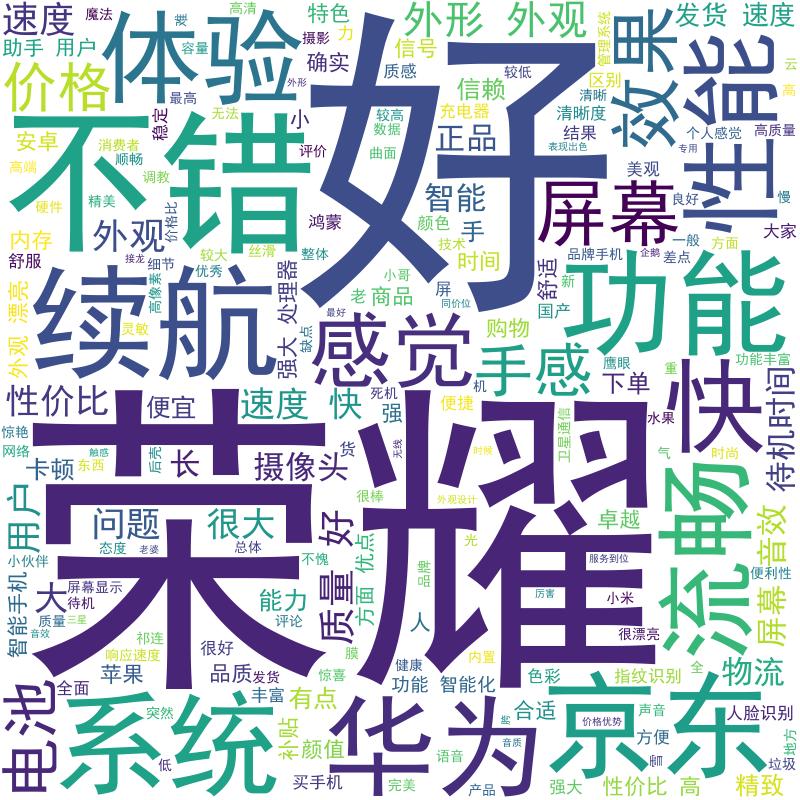 速度
魔法
体验
难
容量
高清
特色
力
摄影
外形 外观
管理系统
发货 速度
助手 用户
最高
外形
确实
信号
质感
较低
效果
区别
云
高
价格
稳定
无法
小
较高
数据
充电器
信赖
清晰
清晰度
性能
安卓
消费者
顺畅
不错
好
评价
曲面
正品
结果
表现出色
个人感觉
高质量
专用
高端
调教
硬件
精美
价格比
智能
屏幕
美观
良好
慢
内存
外观
鸿蒙
颜色
手
技术
时间
品牌手机
一般
企鹅
方面
大家
舒服
接龙
较大
丝滑
整体
差点
外观 漂亮
续航
细节
高像素
优秀
处理器
小哥
屏
老
商品
同价位
舒适
国产
新
功能
灵敏
强大
缺点
最好
感觉
购物
手感
鹰眼
下单
重
功能丰富
快
待机时间
性价比
便宜
速度 快
强
死机
机
便捷
水果
惊艳
网络
触感
东西
后壳
货
无线
时候
卫星通信
气
时尚
卡顿
长
摄像头
很棒
外观设计
荣耀
流畅
用户
问题
很大
好
光
卓越
音效
态度
老婆
总体
不愧
优点
品牌
服务到位
小伙伴
屏幕显示
待机
便利性
智能手机
大
质量
能力
评论
质量
方面
厉害
小米
屏幕
音效
三星
祁连
人
很漂亮
响应速度
很好
膜
健康
内置
苹果
品质
发货
惊喜
功能
智能化
色彩
指纹识别
全
物流
电池
全面
丰富
有点
系统
突然
华为
合适
京东
声音
人脸识别
补贴
颜值
语音
音质
价格优势
方便
地方
低
买手机
完美
产品
强大
性价比 高
精致
垃圾